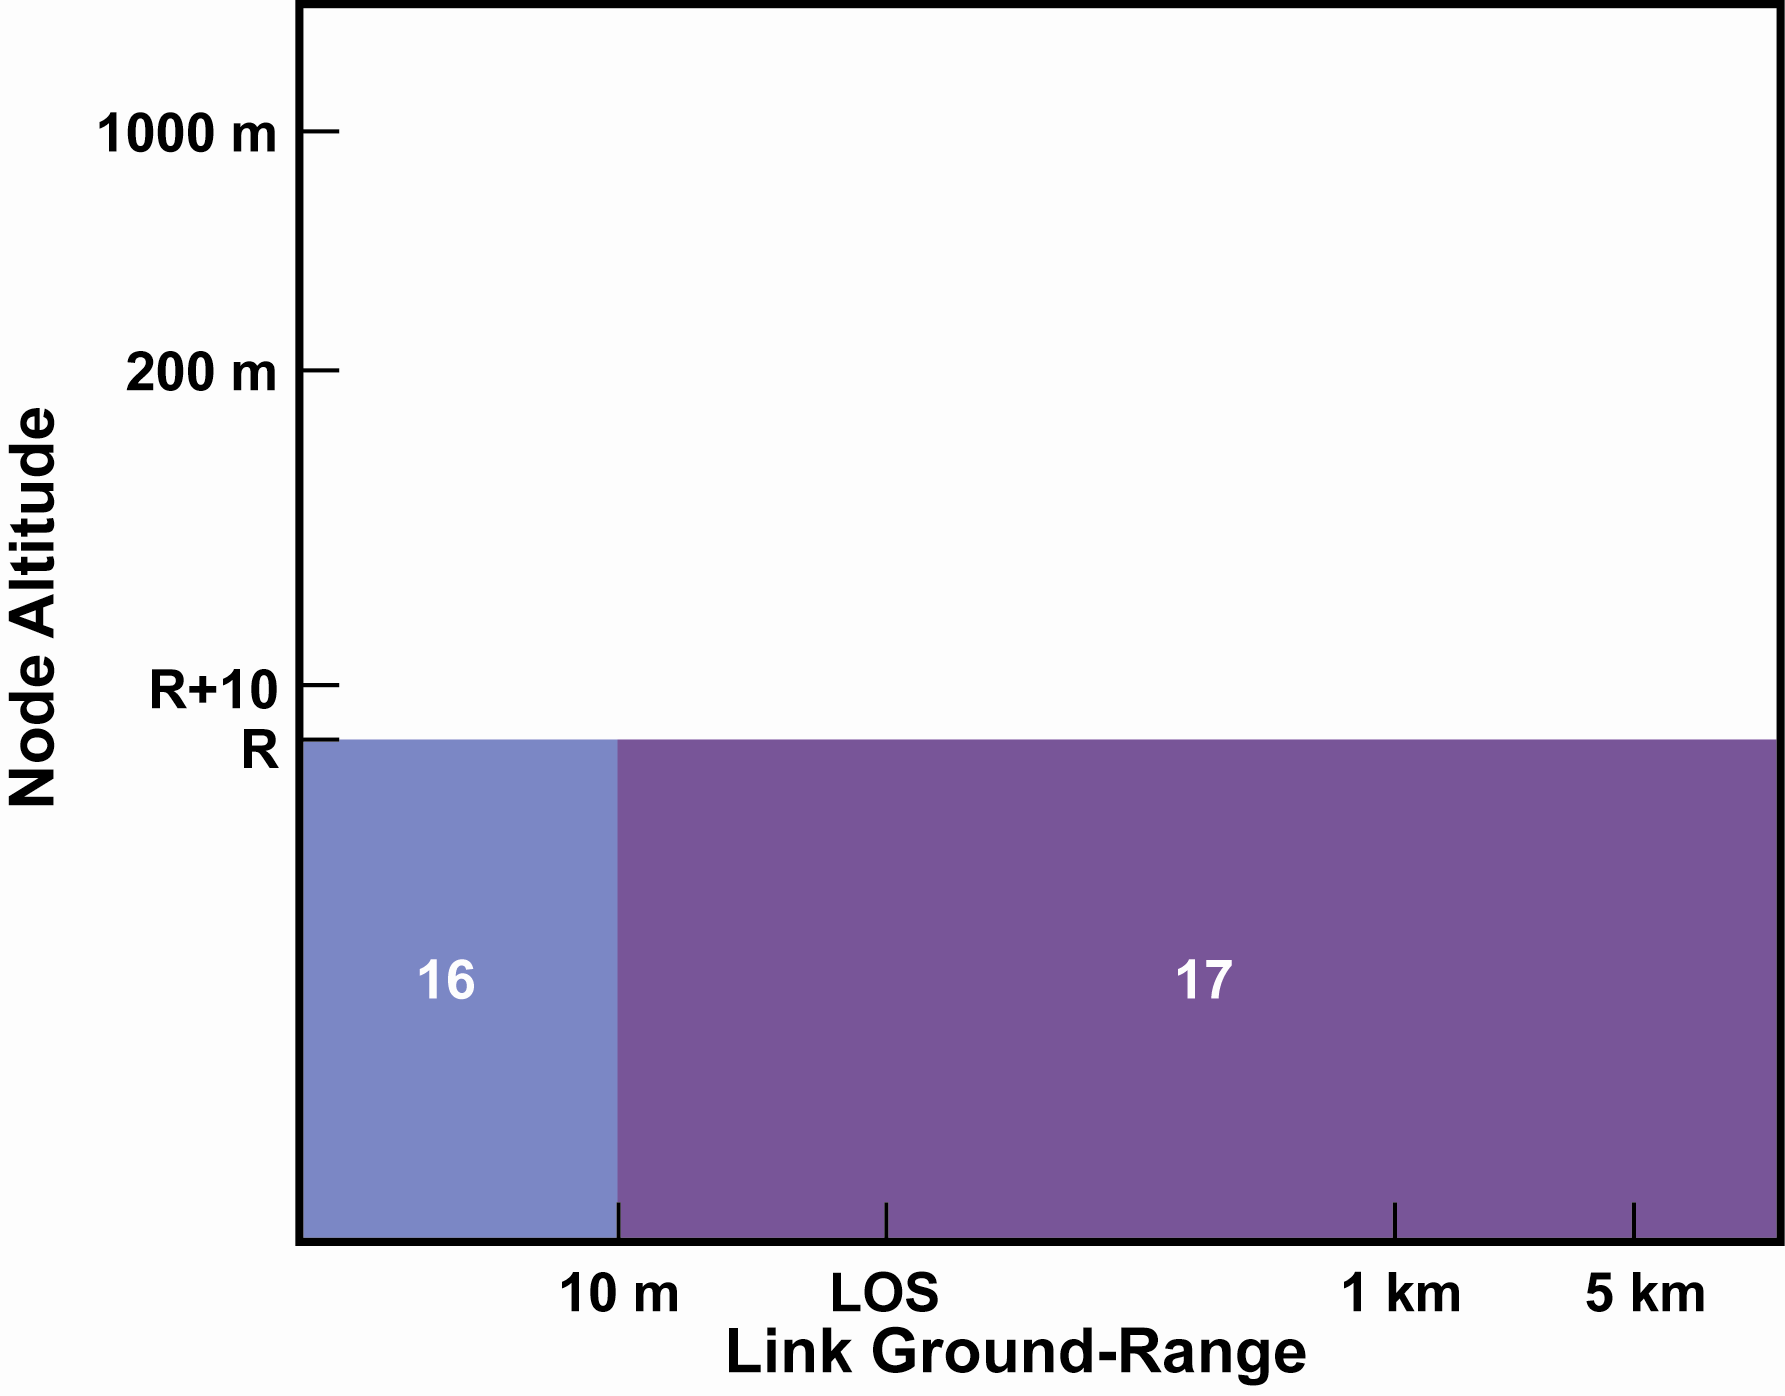 1000 m
200 m
R+10
R
Node Altitude
16
17
10 m
LOS
1 km
5 km
Link Ground-Range